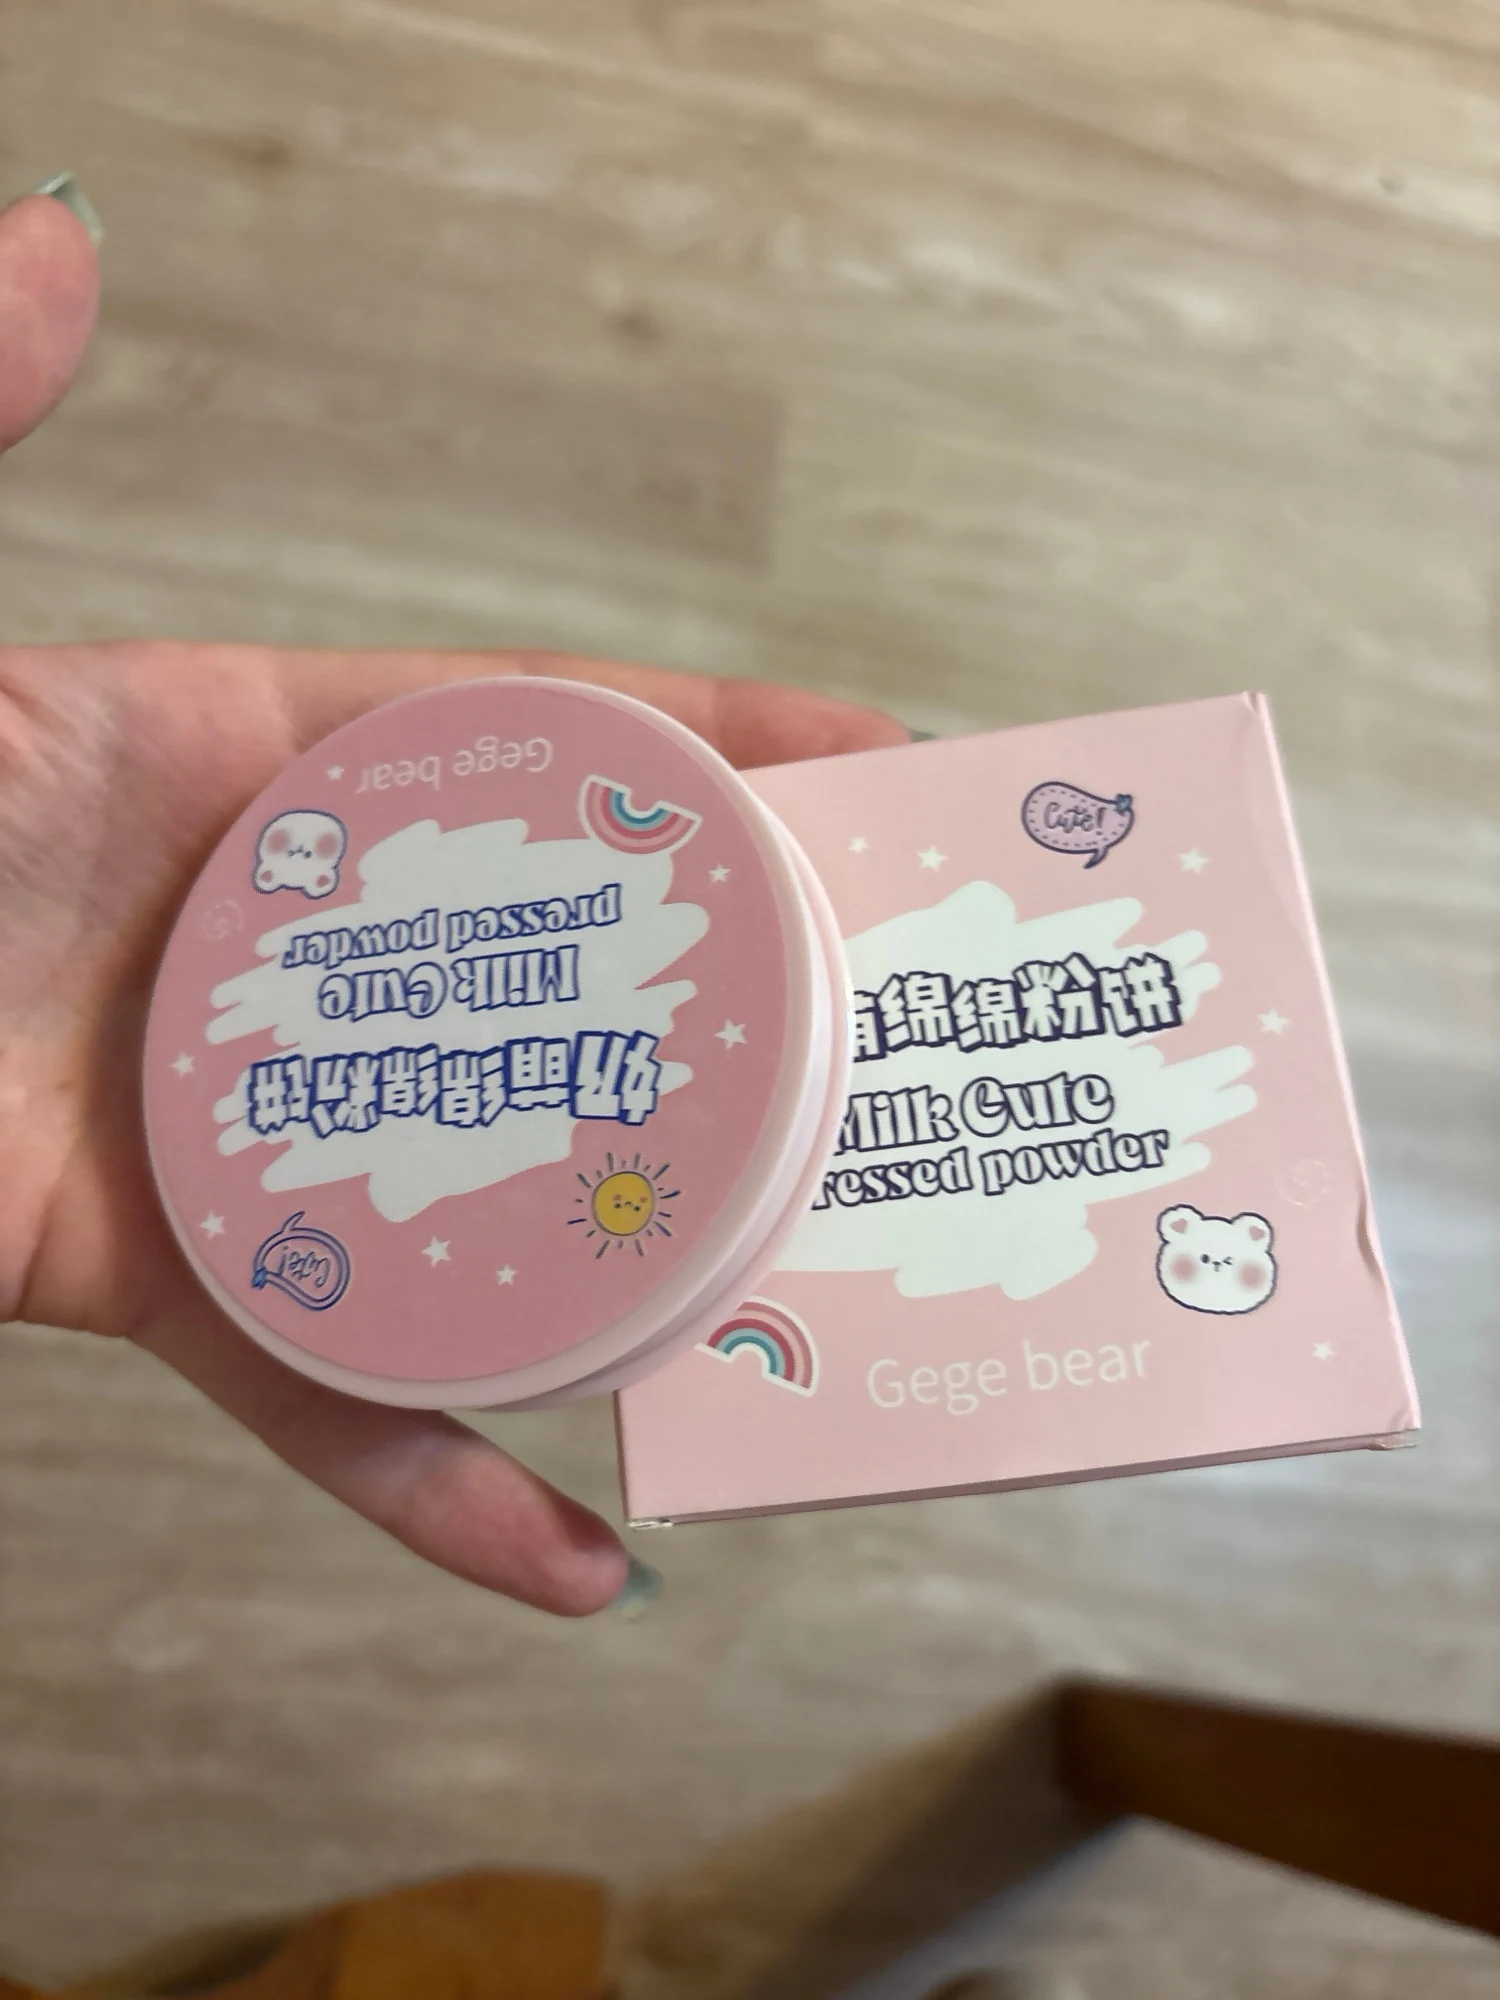 Gege bear
pressed powder
Milk Cute
奶萌绵绵粉饼
Cute!
Cute!
萌绵绵粉饼
Milk Cute
ressed powder
Gege bear